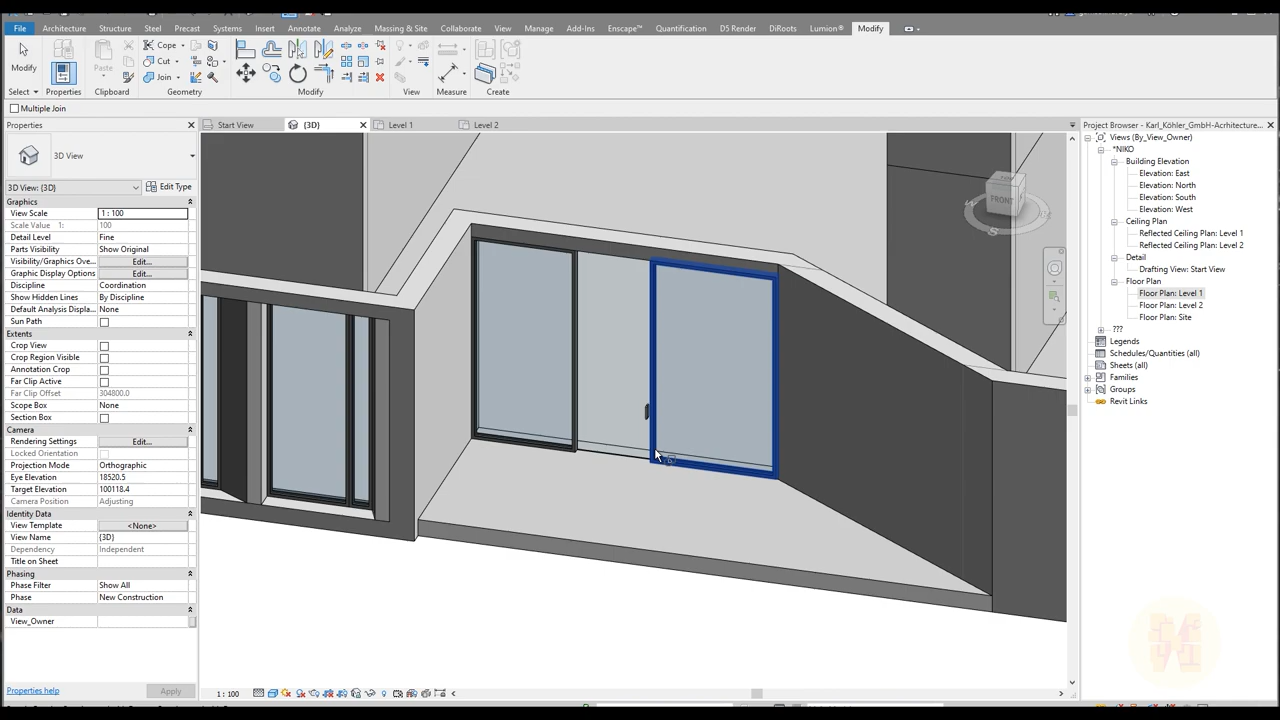 File Architecture Structure Steel Precast Systems Insert Annotate Analyze Massing & Site Collaborate View Manage Add-Ins Enscape™ Quantification D5 Render DiRoots Lumion® Modify
Modify Paste Cope
Cut
Join
Select Properties Clipboard Geometry Modify View Measure Create
Multiple Join
Properties
Start View {3D} Level 1 Level 2
3D View
3D View: {3D} Edit Type
Graphics
View Scale 1 : 100
Scale Value 1: 100
Detail Level Fine
Parts Visibility Show Original
Visibility/Graphics Ove... Edit...
Graphic Display Options Edit...
Discipline Coordination
Show Hidden Lines By Discipline
Default Analysis Displa... None
Sun Path
Extents
Crop View
Crop Region Visible
Annotation Crop
Far Clip Active
Far Clip Offset 304800.0
Scope Box None
Section Box
Camera
Rendering Settings Edit...
Locked Orientation
Projection Mode Orthographic
Eye Elevation 18520.5
Target Elevation 100118.4
Camera Position Adjusting
Identity Data
View Template <None>
View Name {3D}
Dependency Independent
Title on Sheet
Phasing
Phase Filter Show All
Phase New Construction
Data
View_Owner
Properties help Apply
FRONT
S
1 : 100
Project Browser - Karl_Köhler_GmbH-Acrhitecture...
Views (By_View_Owner)
*NIKO
Building Elevation
Elevation: East
Elevation: North
Elevation: South
Elevation: West
Ceiling Plan
Reflected Ceiling Plan: Level 1
Reflected Ceiling Plan: Level 2
Detail
Drafting View: Start View
Floor Plan
Floor Plan: Level 1
Floor Plan: Level 2
Floor Plan: Site
???
Legends
Schedules/Quantities (all)
Sheets (all)
Families
Groups
Revit Links